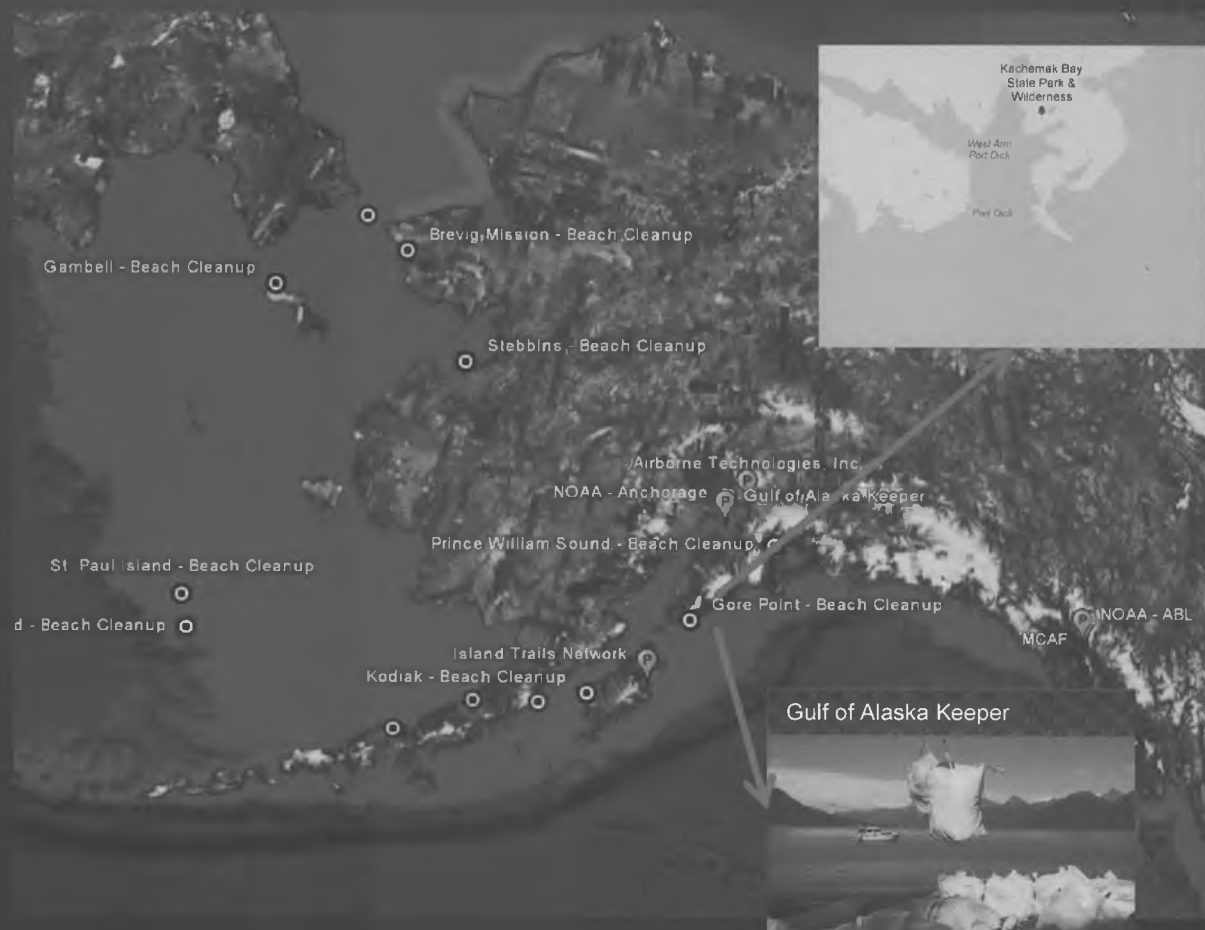 Kachemak Bay
State Park &
Wilderness
West Arm
Port Dick
Port Dick
Brevig Mission - Beach Cleanup
Gambell - Beach Cleanup
Stebbins - Beach Cleanup
Airborne Technologies, Inc.
NOAA - Anchorage
Gulf of Alaska Keeper
Prince William Sound - Beach Cleanup
St. Paul Island - Beach Cleanup
Gore Point - Beach Cleanup
d - Beach Cleanup
NOAA - ABL
MCAF
Island Trails Network
Kodiak - Beach Cleanup
Gulf of Alaska Keeper